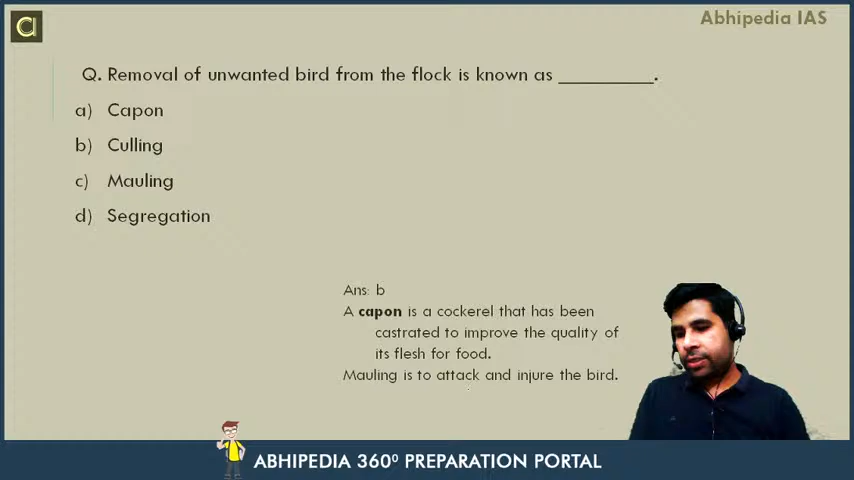 a
Abhipedia IAS
Q. Removal of unwanted bird from the flock is known as __________.
a) Capon
b) Culling
c) Mauling
d) Segregation
Ans: b
A capon is a cockerel that has been
castrated to improve the quality of
its flesh for food.
Mauling is to attack and injure the bird.
ABHIPEDIA 360⁰ PREPARATION PORTAL